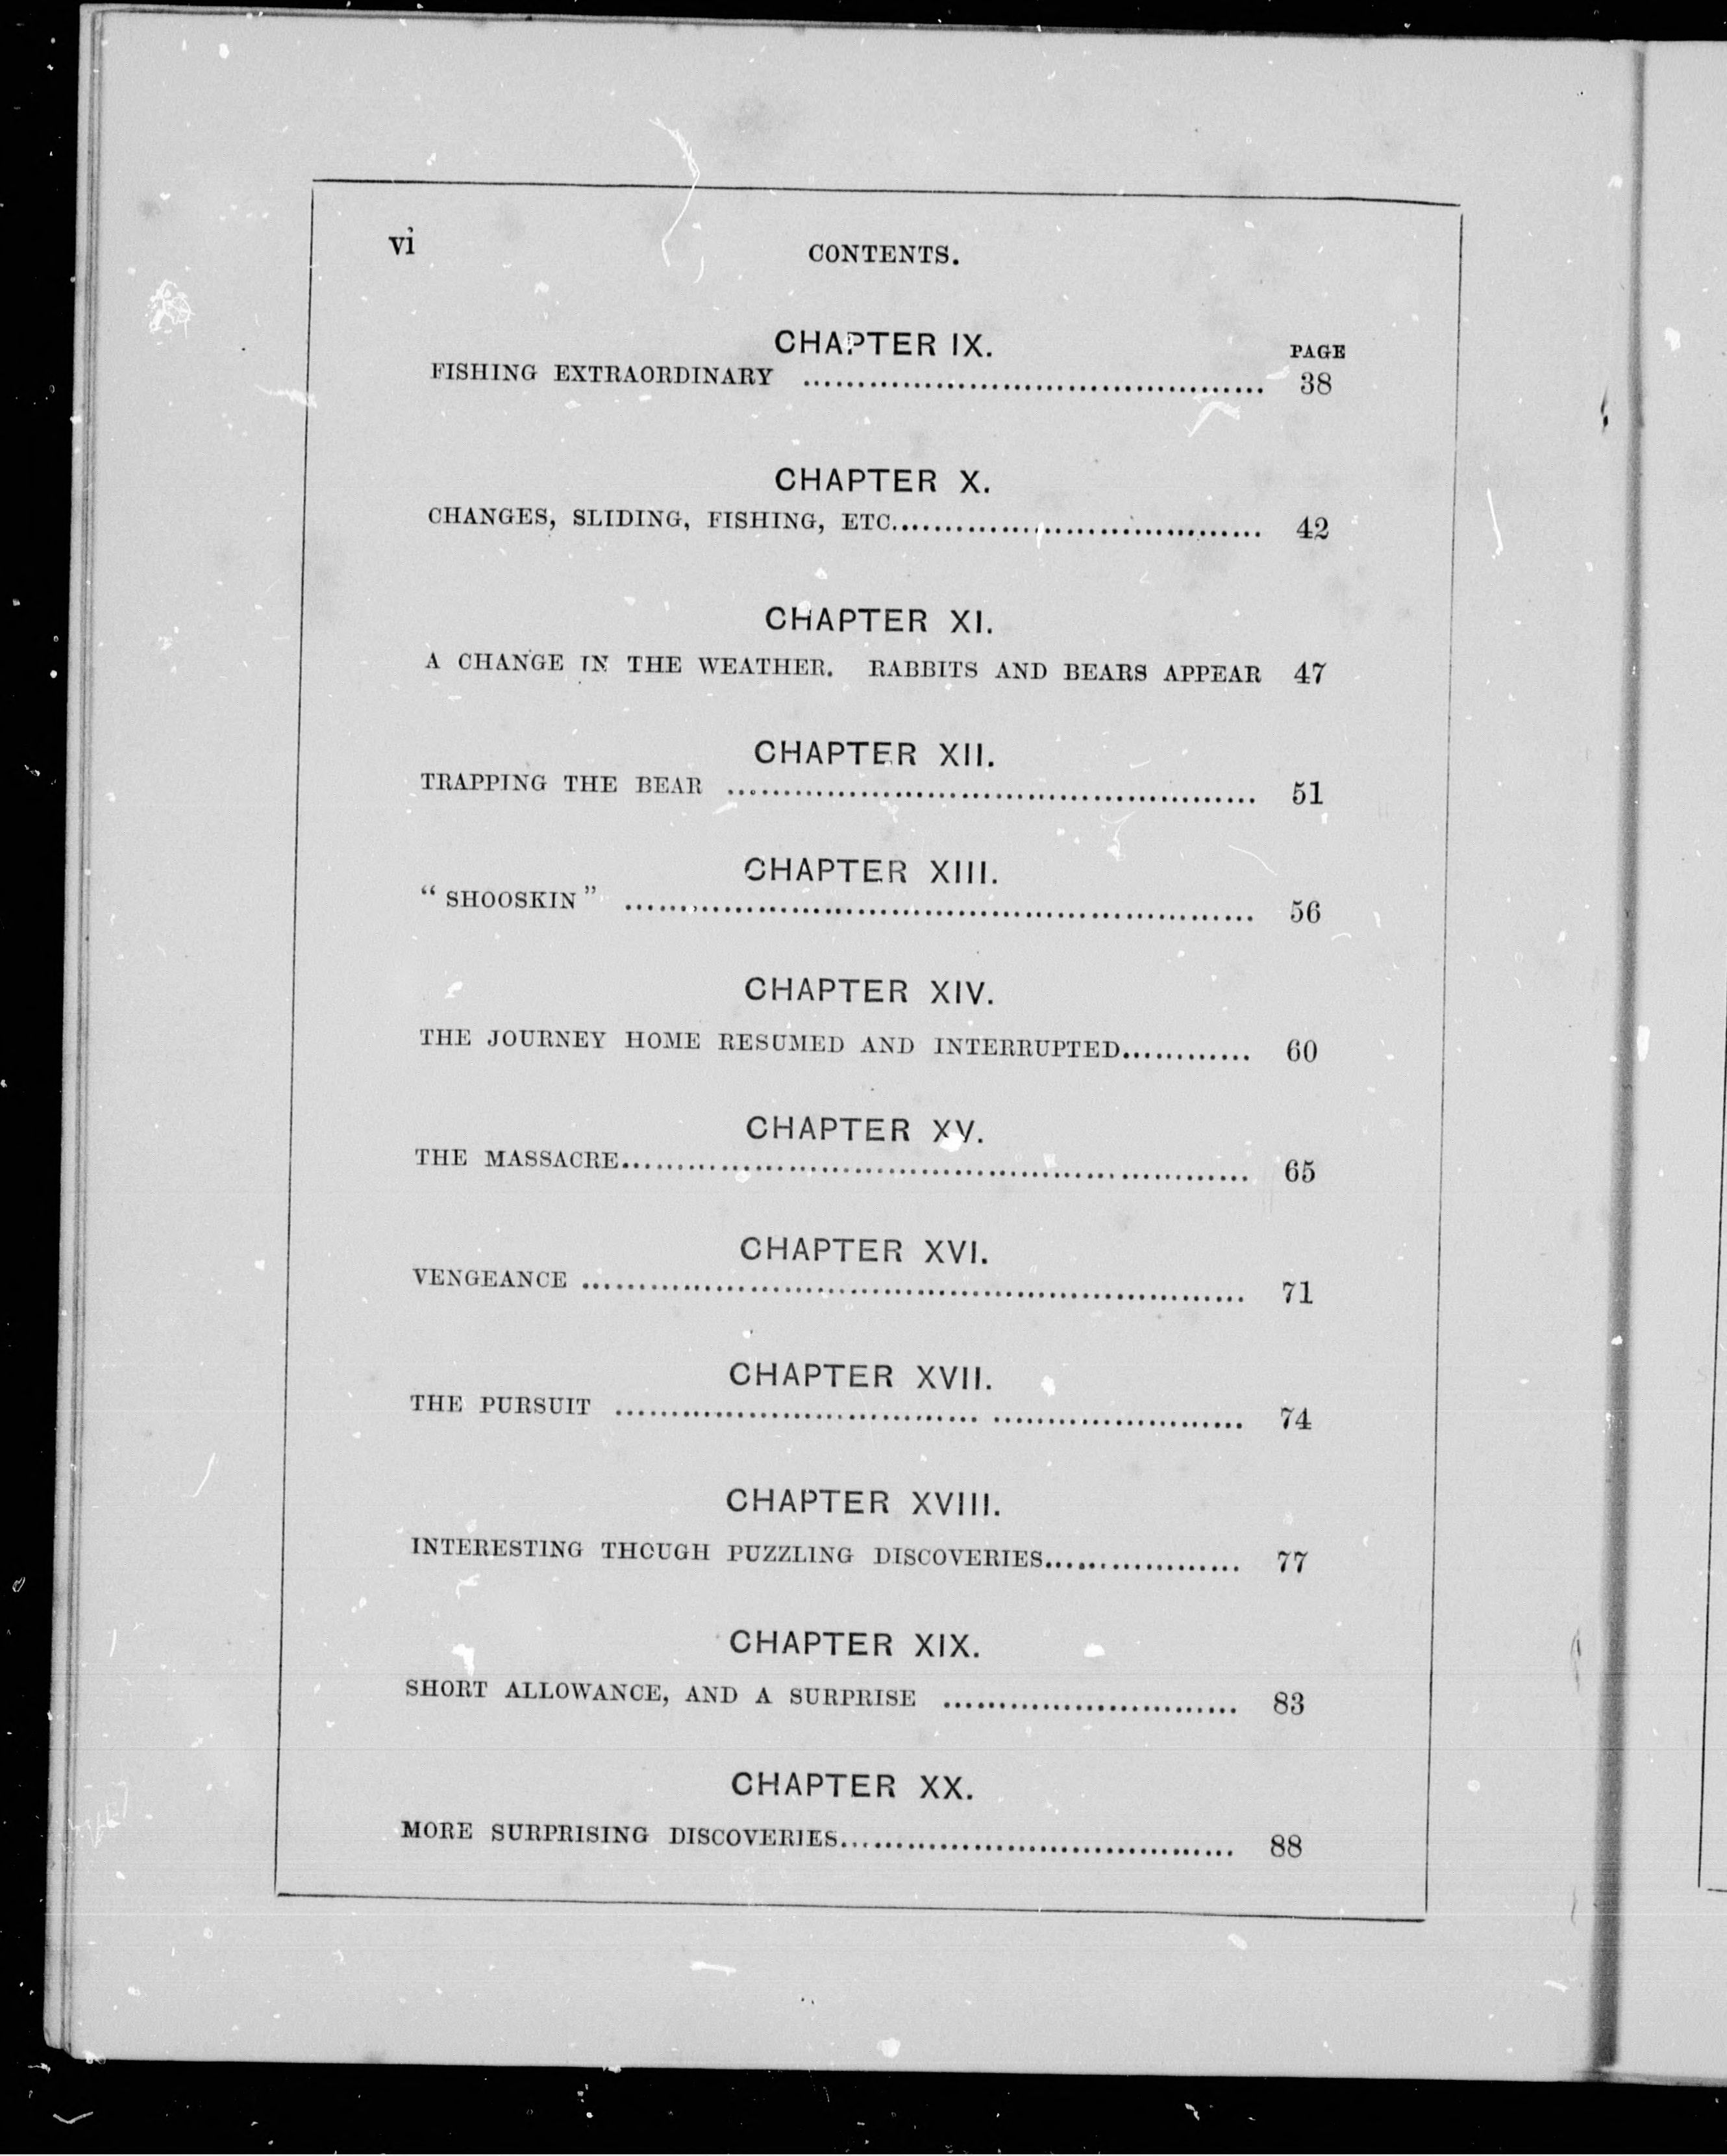 vi
CONTENTS.
CHAPTER IX.
PAGE
FISHING EXTRAORDINARY ........................................... 38
CHAPTER X.
CHANGES, SLIDING, FISHING, ETC................................... 42
CHAPTER XI.
A CHANGE IN THE WEATHER. RABBITS AND BEARS APPEAR 47
CHAPTER XII.
TRAPPING THE BEAR ................................................. 51
CHAPTER XIII.
“SHOOSKIN” .......................................................... 56
CHAPTER XIV.
THE JOURNEY HOME RESUMED AND INTERRUPTED............ 60
CHAPTER XV.
THE MASSACRE.......................................................... 65
CHAPTER XVI.
VENGEANCE ............................................................. 71
CHAPTER XVII.
THE PURSUIT .......................................................... 74
CHAPTER XVIII.
INTERESTING THOUGH PUZZLING DISCOVERIES.................. 77
CHAPTER XIX.
SHORT ALLOWANCE, AND A SURPRISE ........................... 83
CHAPTER XX.
MORE SURPRISING DISCOVERIES..................................... 88